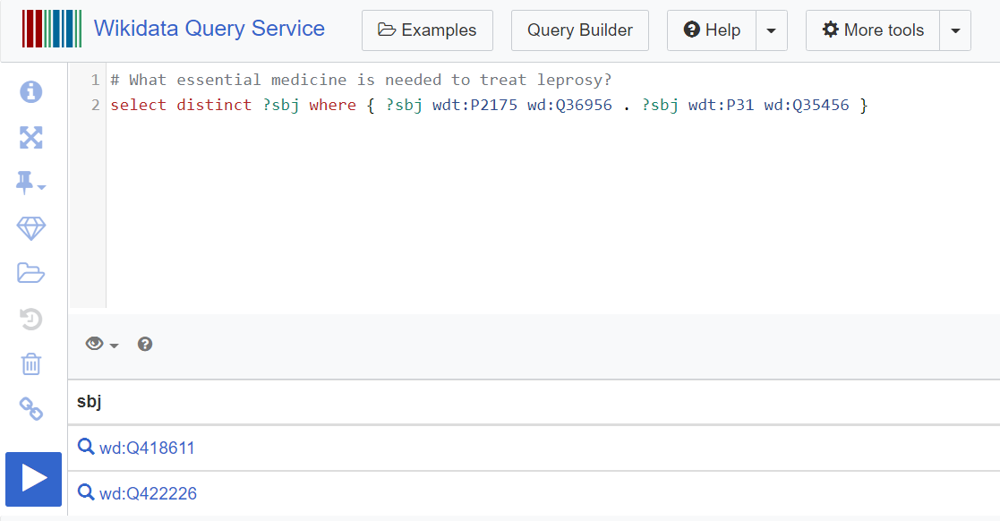 Wikidata Query Service
Examples
Query Builder
Help
More tools
1 # What essential medicine is needed to treat leprosy?
2 select distinct ?sbj where { ?sbj wdt:P2175 wd:Q36956 . ?sbj wdt:P31 wd:Q35456 }
sbj
wd:Q418611
wd:Q422226